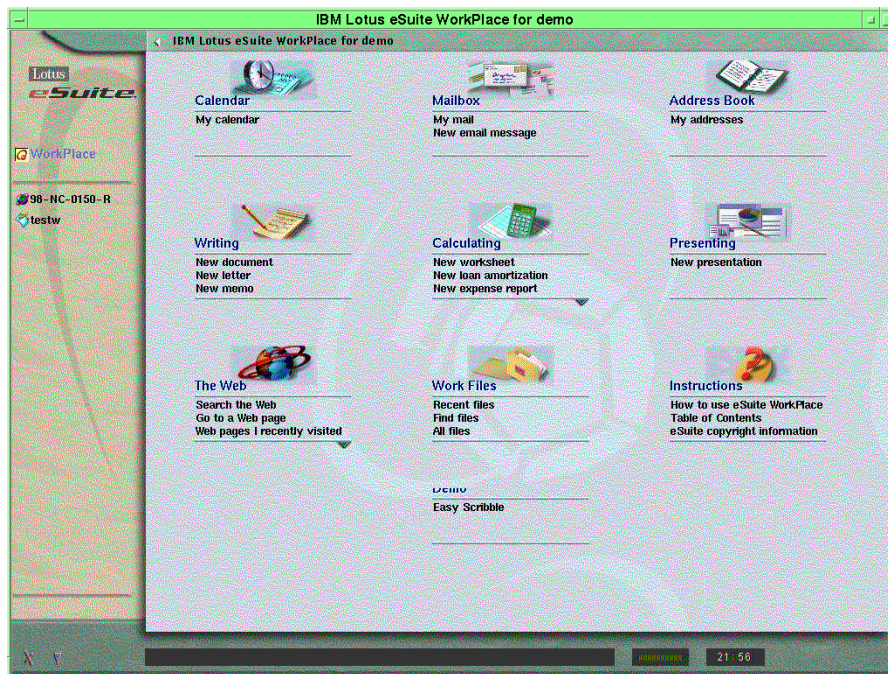 IBM Lotus eSuite WorkPlace for demo
IBM Lotus eSuite WorkPlace for demo
Lotus
eSuite
WorkPlace
98-NC-0150-R
testw
Calendar
My calendar
Mailbox
My mail
New email message
Address Book
My addresses
Writing
New document
New letter
New memo
Calculating
New worksheet
New loan amortization
New expense report
Presenting
New presentation
The Web
Search the Web
Go to a Web page
Web pages I recently visited
Work Files
Recent files
Find files
All files
Instructions
How to use eSuite WorkPlace
Table of Contents
eSuite copyright information
Demo
Easy Scribble
21:56